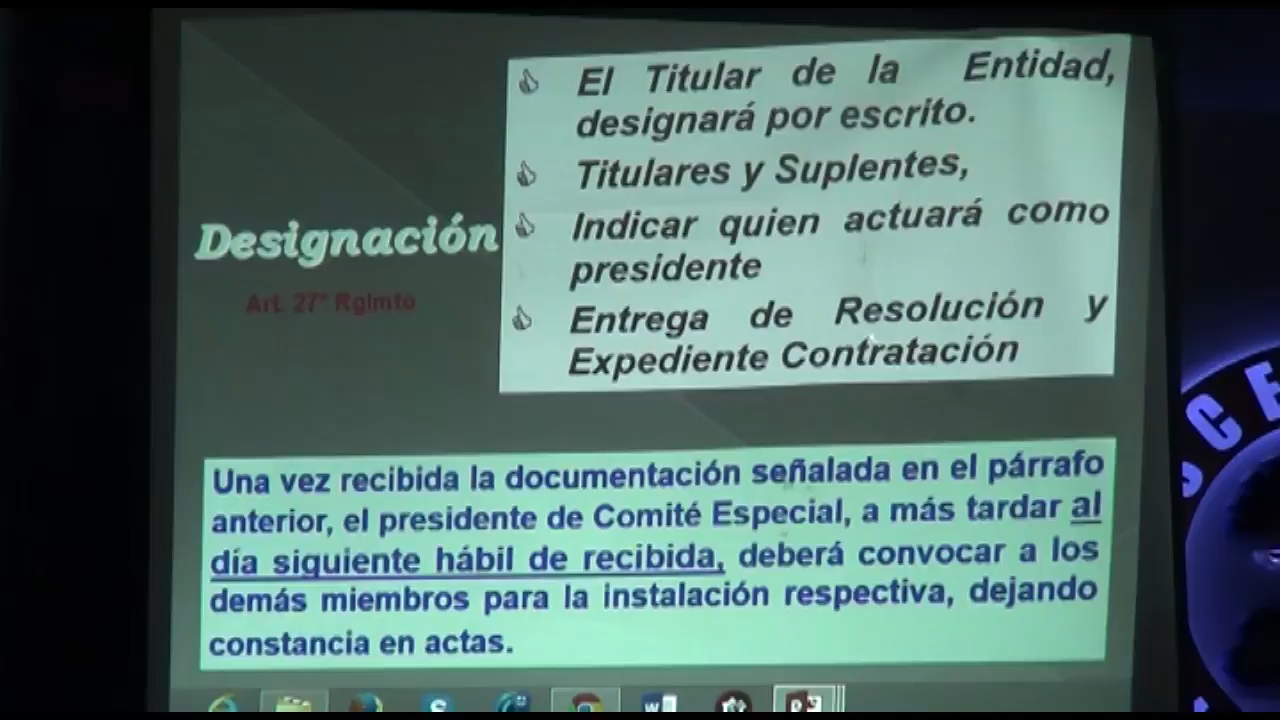 Designación
Art. 27° Rglmto
El Titular de la Entidad,
designará por escrito.
Titulares y Suplentes,
Indicar quien actuará como
presidente
Entrega de Resolución y
Expediente Contratación
Una vez recibida la documentación señalada en el párrafo
anterior, el presidente de Comité Especial, a más tardar al
día siguiente hábil de recibida, deberá convocar a los
demás miembros para la instalación respectiva, dejando
constancia en actas.
SCE